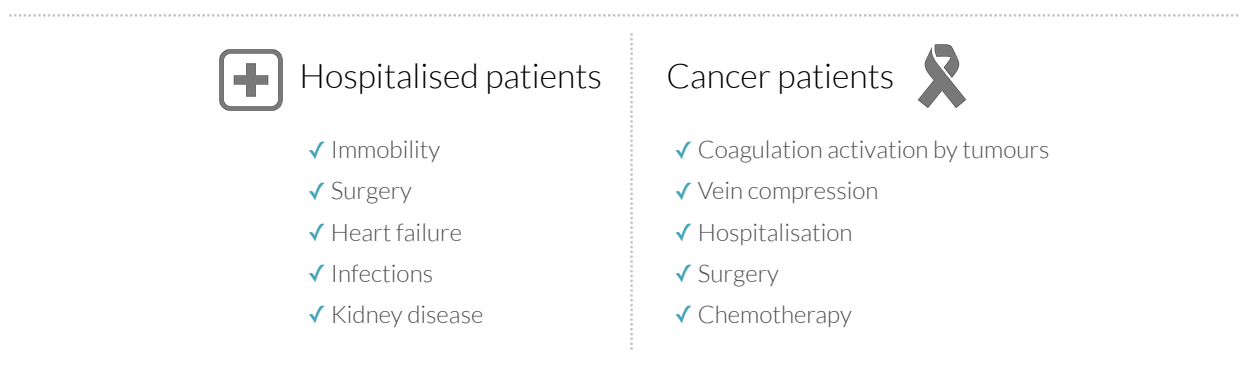 Hospitalised patients
Immobility
Surgery
Heart failure
Infections
Kidney disease
Cancer patients
Coagulation activation by tumours
Vein compression
Hospitalisation
Surgery
Chemotherapy